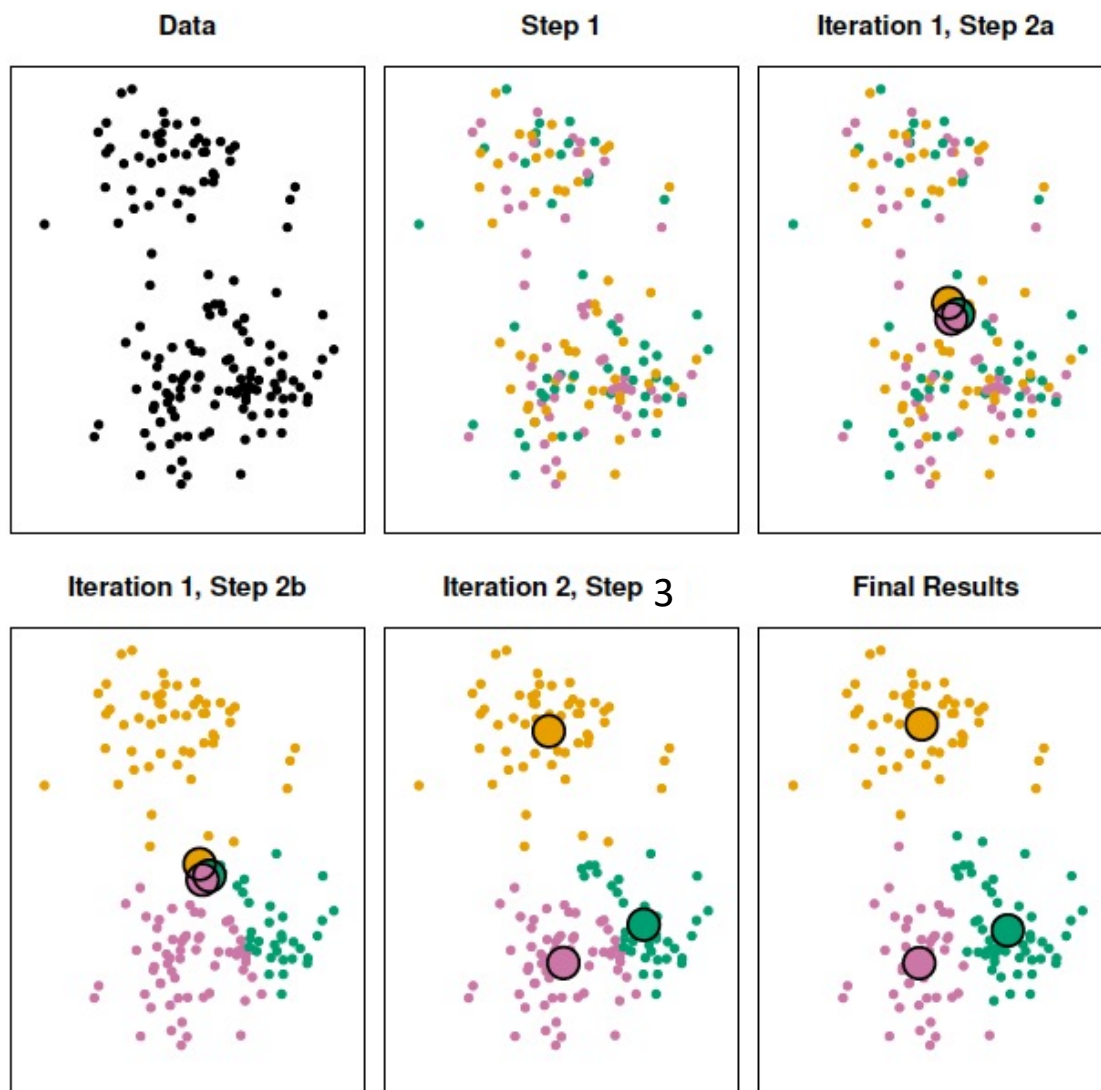 Data
Step 1
Iteration 1, Step 2a
Iteration 1, Step 2b
Iteration 2, Step 3
Final Results